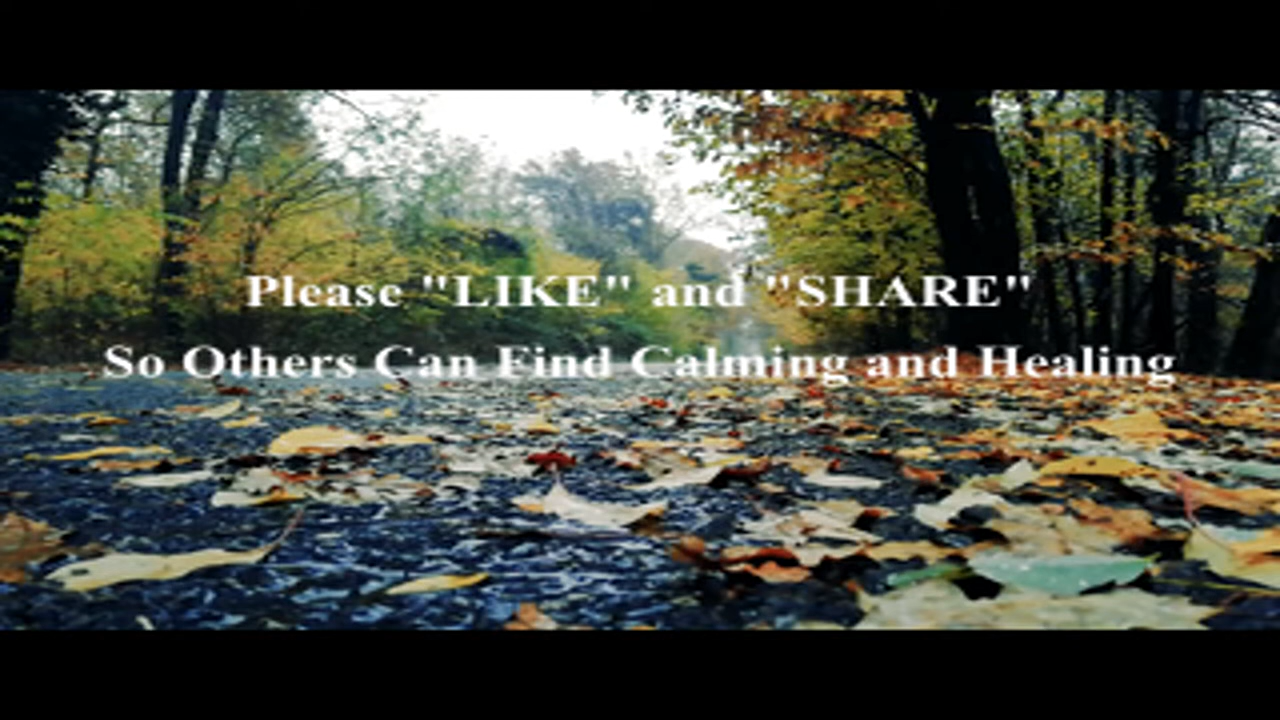 Please "LIKE" and "SHARE"
So Others Can Find Calming and Healing